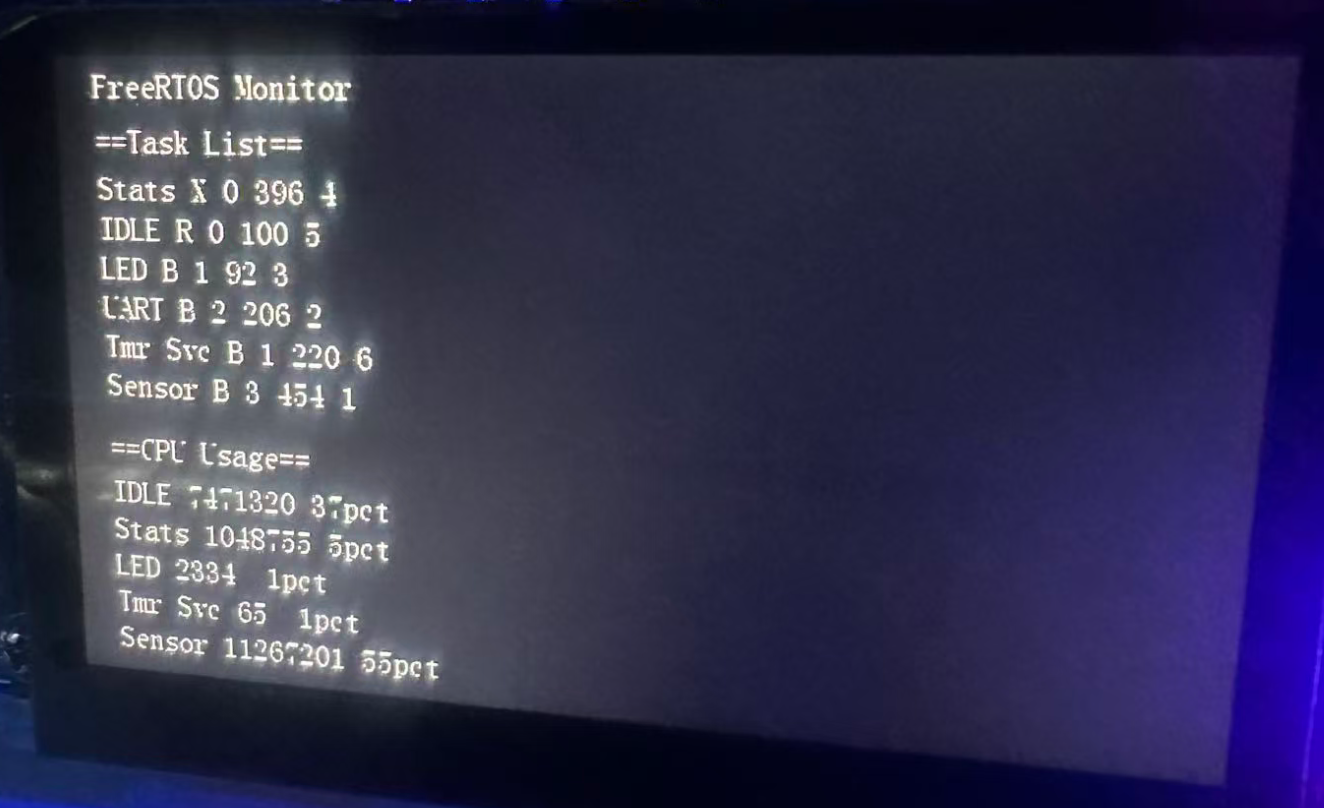 FreeRTOS Monitor
==Task List==
Stats X 0 396 4
IDLE R 0 100 5
LED B 1 92 3
UART B 2 206 2
Tmr Svc B 1 220 6
Sensor B 3 454 1
==CPU Usage==
IDLE 7471320 37pct
Stats 1048755 5pct
LED 2334 1pct
Tmr Svc 65 1pct
Sensor 11267201 55pct